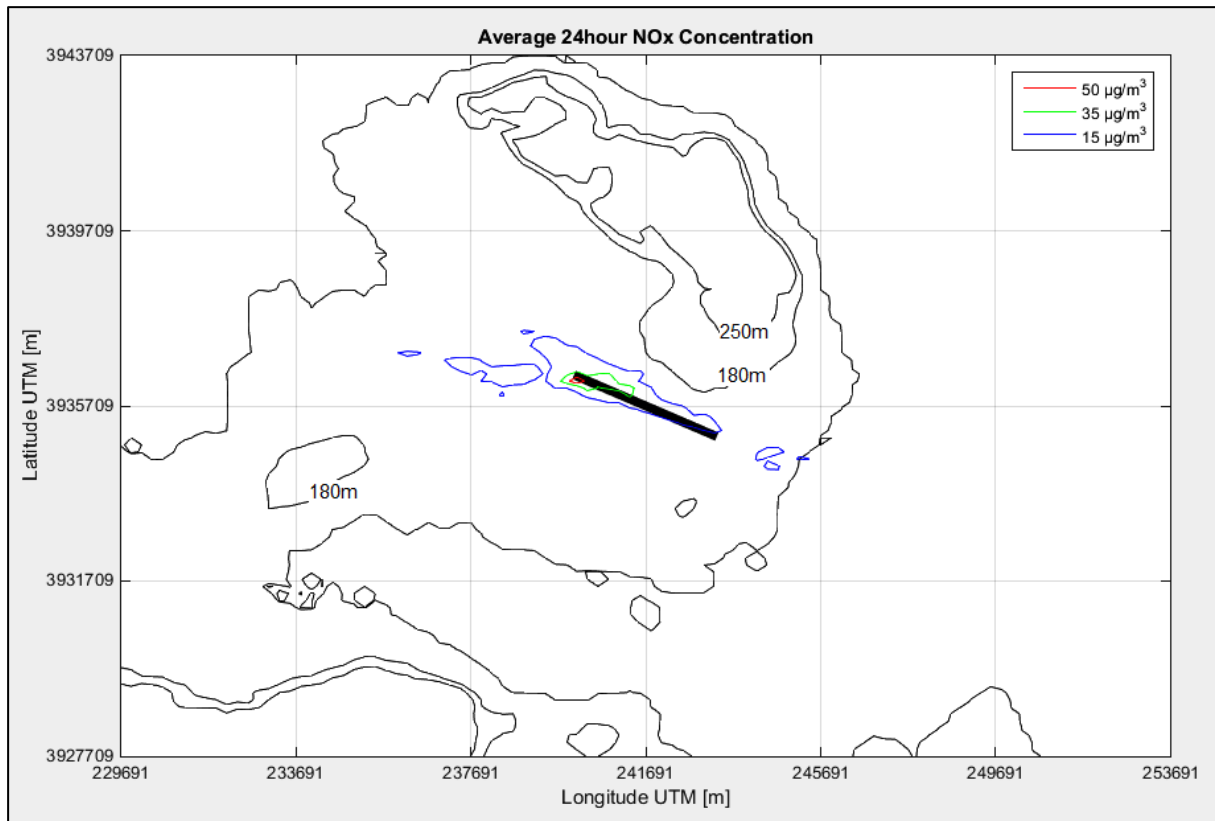 Average 24hour NOx Concentration
3943709
50 µg/m³
35 µg/m³
15 µg/m³
3939709
250m
180m
3935709
Latitude UTM [m]
180m
3931709
3927709
229691 233691 237691 241691 245691 249691 253691
Longitude UTM [m]